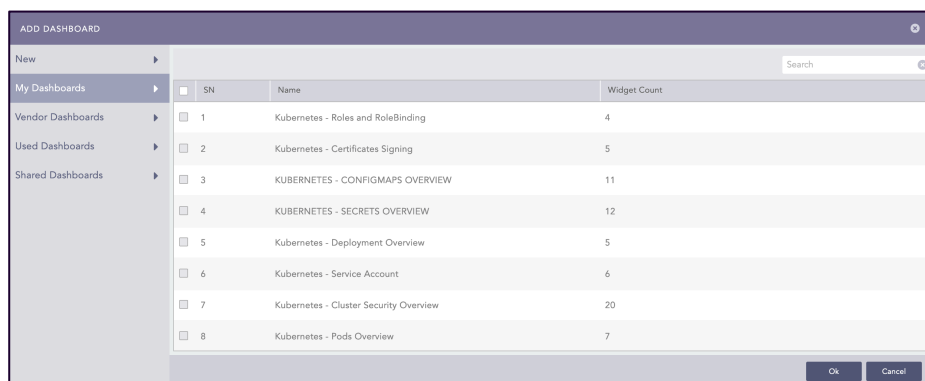 ADD DASHBOARD
New
My Dashboards
Vendor Dashboards
Used Dashboards
Shared Dashboards
Search
SN Name Widget Count
1 Kubernetes - Roles and RoleBinding 4
2 Kubernetes - Certificates Signing 5
3 KUBERNETES - CONFIGMAPS OVERVIEW 11
4 KUBERNETES - SECRETS OVERVIEW 12
5 Kubernetes - Deployment Overview 5
6 Kubernetes - Service Account 6
7 Kubernetes - Cluster Security Overview 20
8 Kubernetes - Pods Overview 7
Ok Cancel